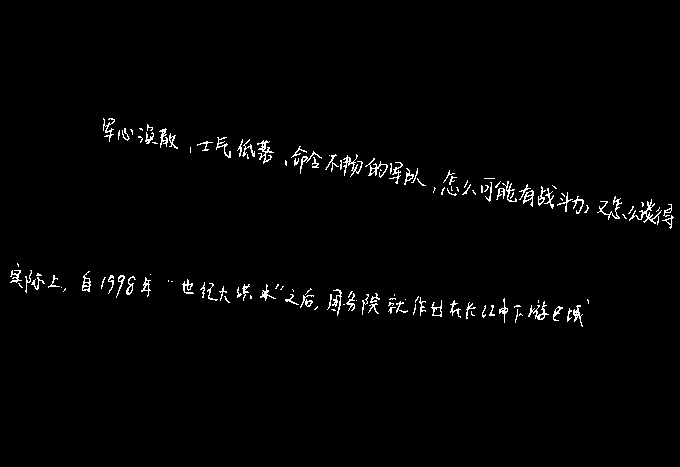 军心涣散、士气低落、命令不畅的军队,怎么可能有战斗力,又怎么谈得
实际上,自1998年“世纪大洪水”之后,国务院就作出在长江中下游区域